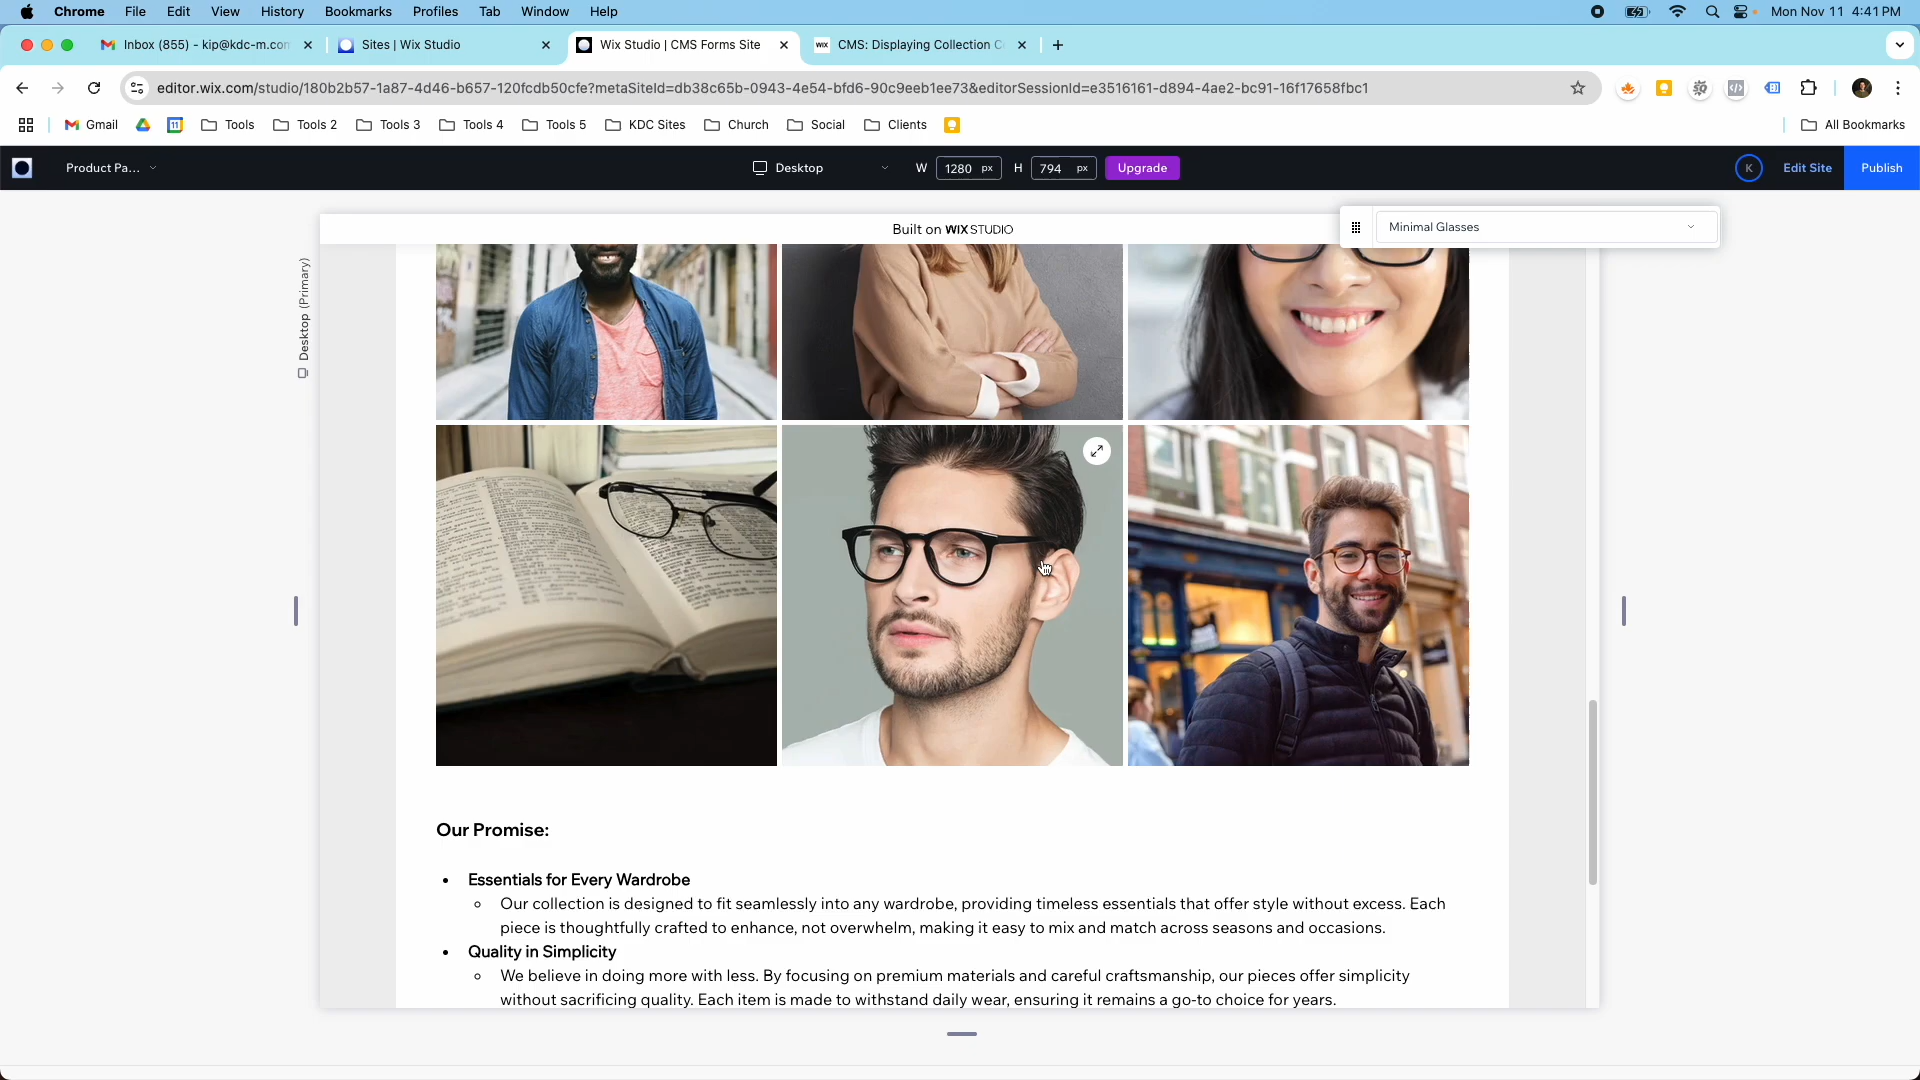 Chrome File Edit View History Bookmarks Profiles Tab Window Help Mon Nov 11 4:41 PM
Inbox (855) - kip@kdc-m.con
Sites | Wix Studio
Wix Studio | CMS Forms Site
WIX CMS: Displaying Collection C
editor.wix.com/studio/180b2b57-1a87-4d46-b657-120fcdb50cfe?metaSiteId=db38c65b-0943-4e54-bfd6-90c9eeb1ee73&editorSessionId=e3516161-d894-4ae2-bc91-16f17658fbc1
Gmail Tools Tools 2 Tools 3 Tools 4 Tools 5 KDC Sites Church Social Clients All Bookmarks
Product Pa... Desktop W 1280 px H 794 px Upgrade K Edit Site Publish
Built on WIX STUDIO
Minimal Glasses
Desktop (Primary)
Our Promise:
• Essentials for Every Wardrobe
○ Our collection is designed to fit seamlessly into any wardrobe, providing timeless essentials that offer style without excess. Each
piece is thoughtfully crafted to enhance, not overwhelm, making it easy to mix and match across seasons and occasions.
• Quality in Simplicity
○ We believe in doing more with less. By focusing on premium materials and careful craftsmanship, our pieces offer simplicity
without sacrificing quality. Each item is made to withstand daily wear, ensuring it remains a go-to choice for years.